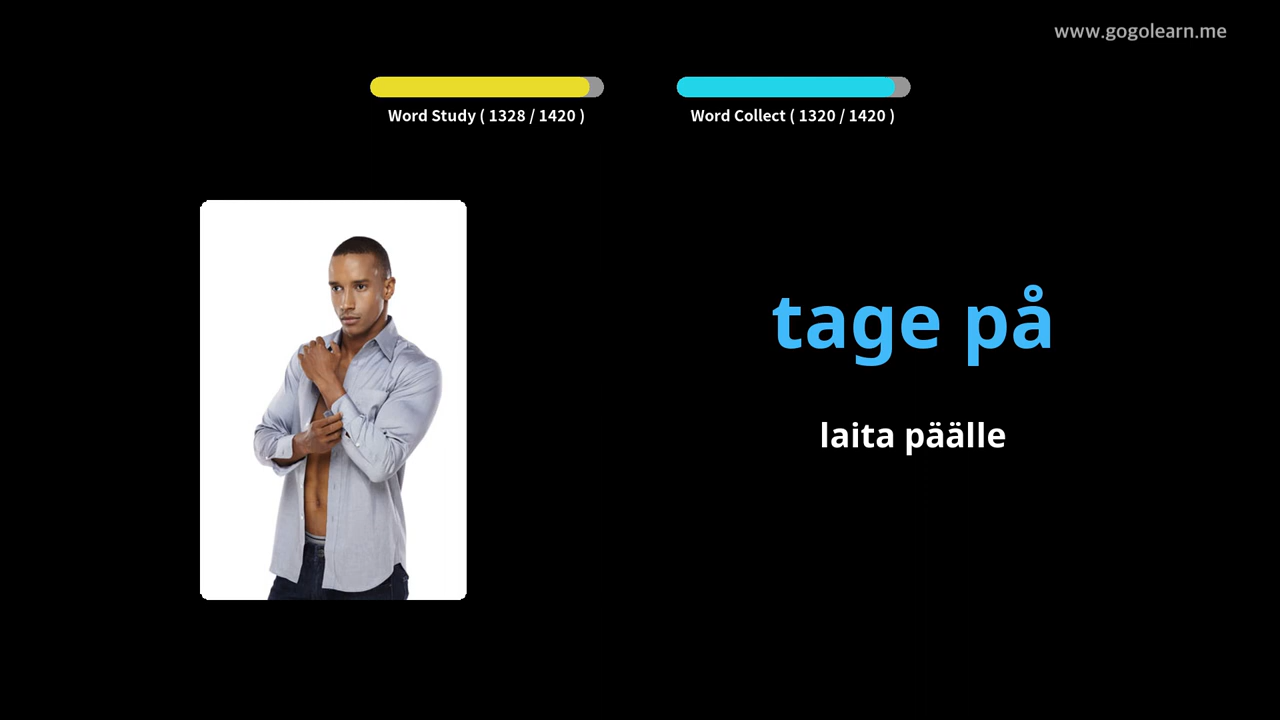 www.gogolearn.me
Word Study ( 1328 / 1420 )
Word Collect ( 1320 / 1420 )
tage på
laita päälle